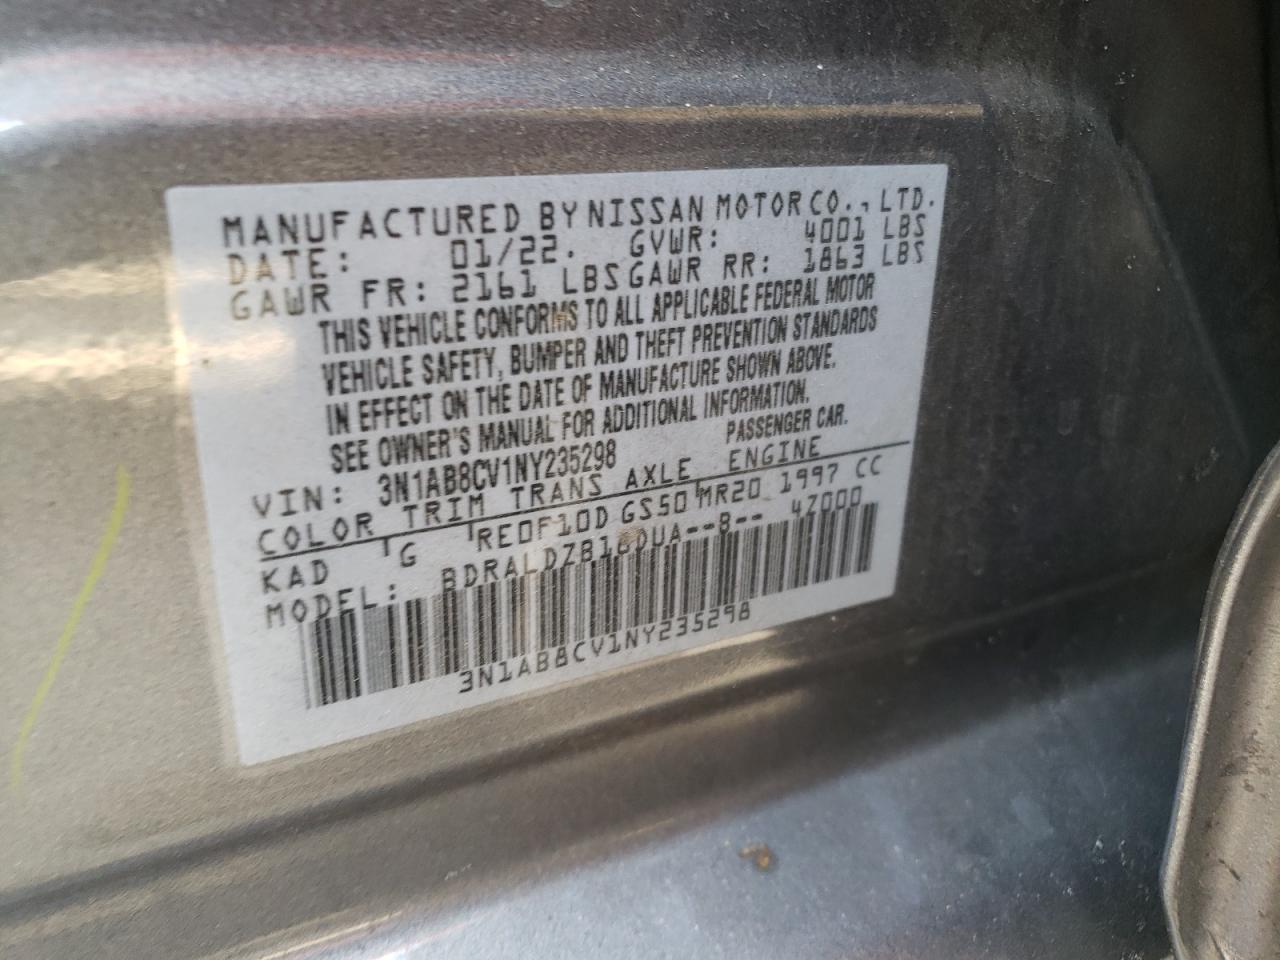 MANUFACTURED BY NISSAN MOTOR CO., LTD.
DATE: 01/22. GVWR: 4001 LBS
GAWR FR: 2161 LBS GAWR RR: 1863 LBS
THIS VEHICLE CONFORMS TO ALL APPLICABLE FEDERAL MOTOR
VEHICLE SAFETY, BUMPER AND THEFT PREVENTION STANDARDS
IN EFFECT ON THE DATE OF MANUFACTURE SHOWN ABOVE.
SEE OWNER'S MANUAL FOR ADDITIONAL INFORMATION.
VIN: 3N1AB8CV1NY235298 PASSENGER CAR.
COLOR TRIM TRANS AXLE ENGINE
KAD G RE0F10D GS50 MR20 1997 CC
MODEL: BDRALDZB160UA--B-- 4Z000
3N1AB8CV1NY235298